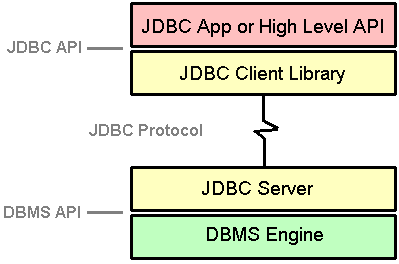 JDBC App or High Level API
JDBC API
JDBC Client Library
JDBC Protocol
JDBC Server
DBMS API
DBMS Engine